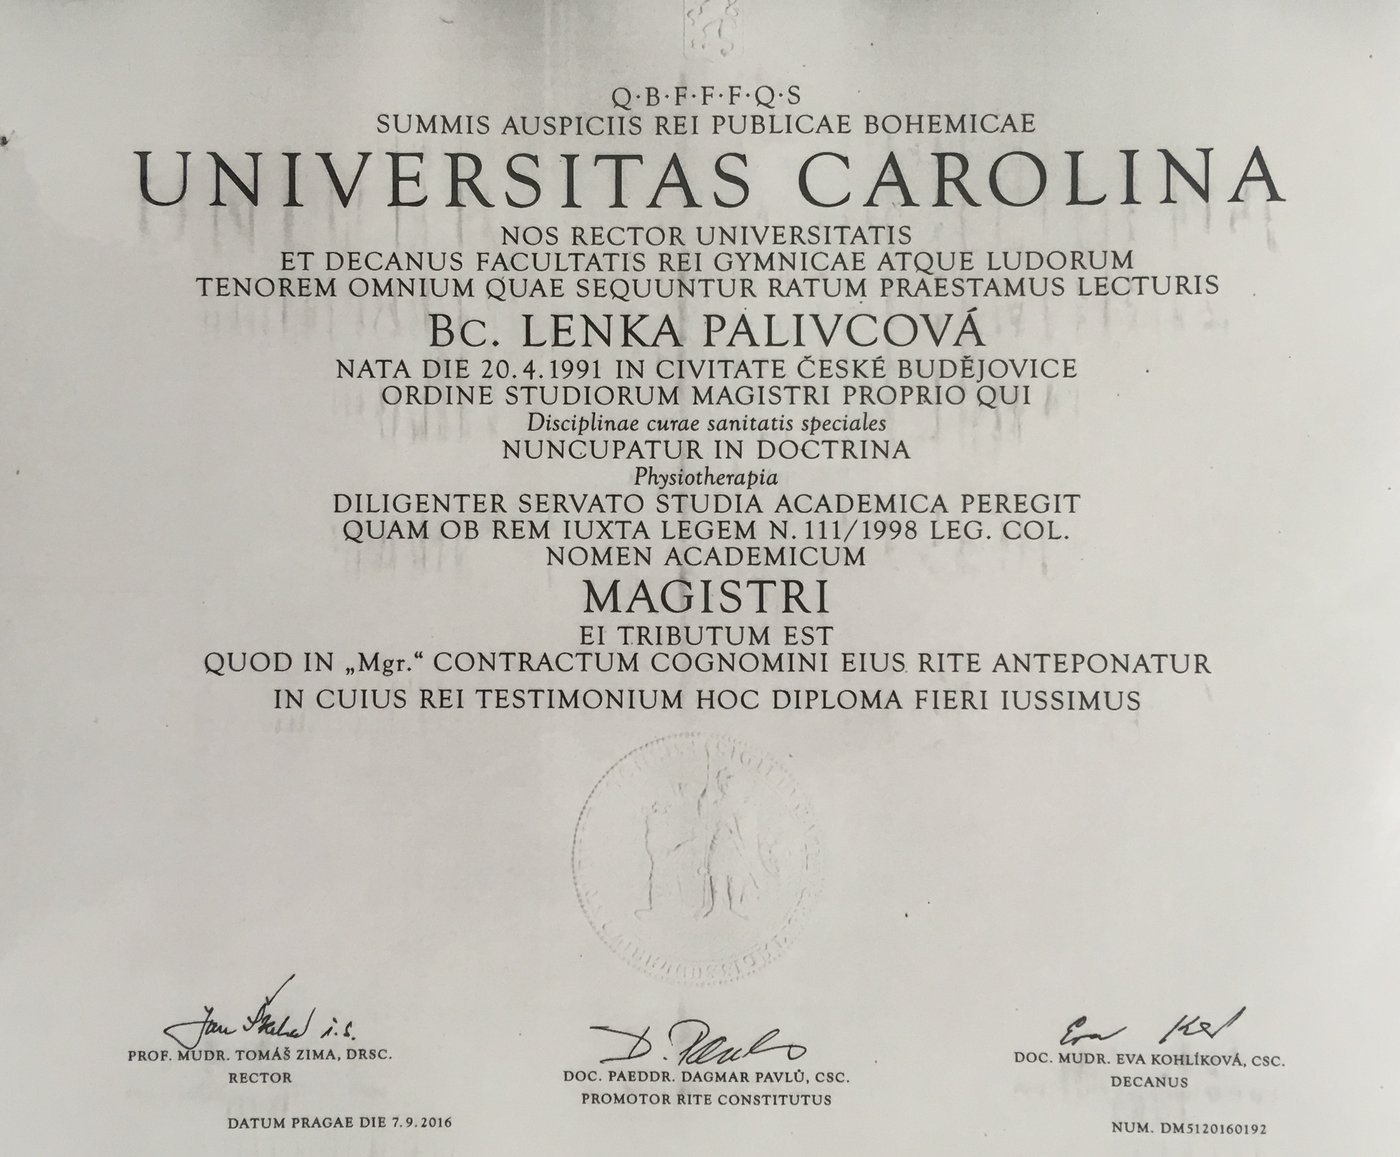 Q·B·F·F·F·Q·S
SUMMIS AUSPICIIS REI PUBLICAE BOHEMICAE
UNIVERSITAS CAROLINA
NOS RECTOR UNIVERSITATIS
ET DECANUS FACULTATIS REI GYMNICAE ATQUE LUDORUM
TENOREM OMNIUM QUAE SEQUUNTUR RATUM PRAESTAMUS LECTURIS
Bc. LENKA PALIVCOVÁ
NATA DIE 20.4.1991 IN CIVITATE ČESKÉ BUDĚJOVICE
ORDINE STUDIORUM MAGISTRI PROPRIO QUI
Disciplinae curae sanitatis speciales
NUNCUPATUR IN DOCTRINA
Physiotherapia
DILIGENTER SERVATO STUDIA ACADEMICA PEREGIT
QUAM OB REM IUXTA LEGEM N. 111/1998 LEG. COL.
NOMEN ACADEMICUM
MAGISTRI
EI TRIBUTUM EST
QUOD IN „Mgr.“ CONTRACTUM COGNOMINI EIUS RITE ANTEPONATUR
IN CUIUS REI TESTIMONIUM HOC DIPLOMA FIERI IUSSIMUS
PROF. MUDR. TOMÁŠ ZIMA, DRSC.
RECTOR
DOC. PAEDDR. DAGMAR PAVLŮ, CSC.
PROMOTOR RITE CONSTITUTUS
DOC. MUDR. EVA KOHLÍKOVÁ, CSC.
DECANUS
DATUM PRAGAE DIE 7.9.2016
NUM. DM5120160192